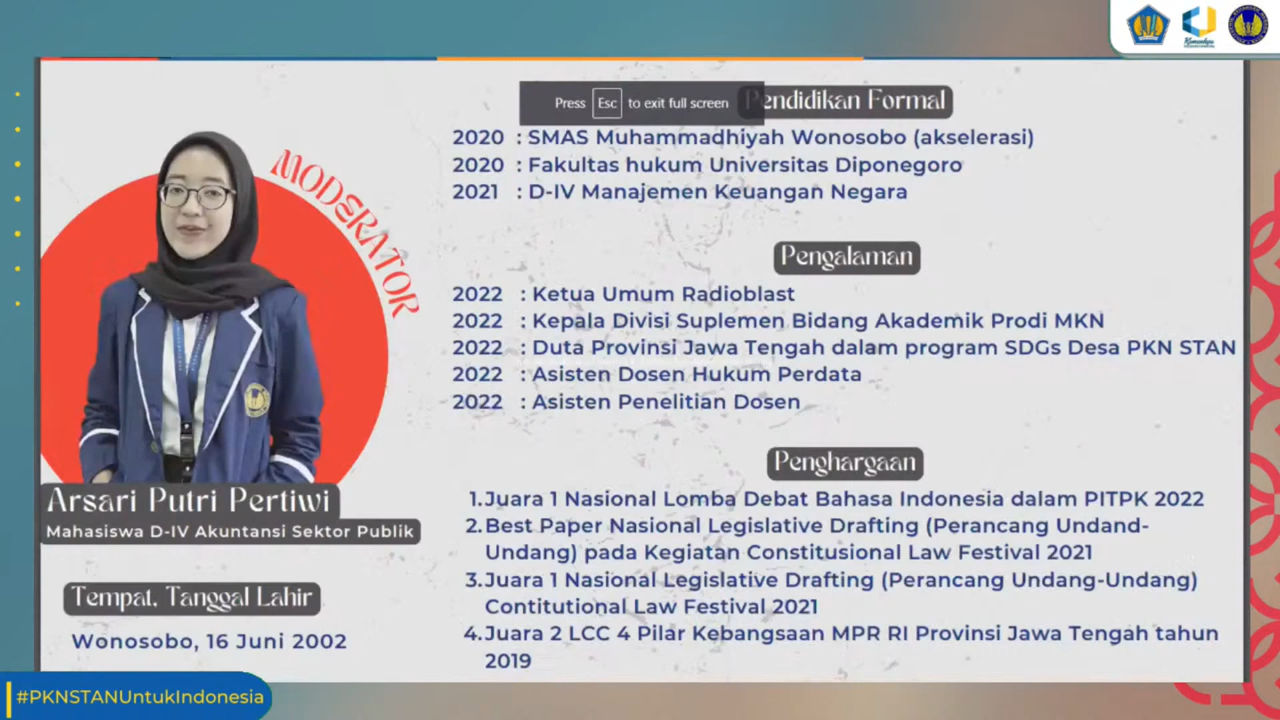 Press Esc to exit full screen
Pendidikan Formal
2020 : SMAS Muhammadhiyah Wonosobo (akselerasi)
2020 : Fakultas hukum Universitas Diponegoro
2021 : D-IV Manajemen Keuangan Negara
MODERATOR
Pengalaman
2022 : Ketua Umum Radioblast
2022 : Kepala Divisi Suplemen Bidang Akademik Prodi MKN
2022 : Duta Provinsi Jawa Tengah dalam program SDGs Desa PKN STAN
2022 : Asisten Dosen Hukum Perdata
2022 : Asisten Penelitian Dosen
Penghargaan
1. Juara 1 Nasional Lomba Debat Bahasa Indonesia dalam PITPK 2022
2. Best Paper Nasional Legislative Drafting (Perancang Undand-
Undang) pada Kegiatan Constitusional Law Festival 2021
3. Juara 1 Nasional Legislative Drafting (Perancang Undang-Undang)
Contitutional Law Festival 2021
4. Juara 2 LCC 4 Pilar Kebangsaan MPR RI Provinsi Jawa Tengah tahun
2019
Arsari Putri Pertiwi
Mahasiswa D-IV Akuntansi Sektor Publik
Tempat, Tanggal Lahir
Wonosobo, 16 Juni 2002
#PKNSTANUntukIndonesia